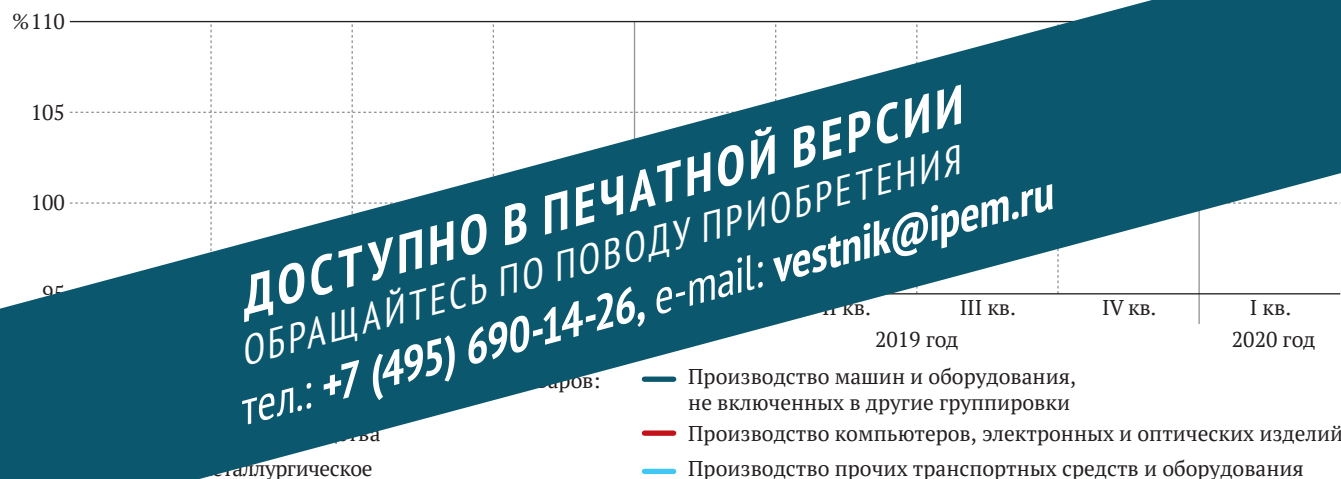 %110
105
100
95
ДОСТУПНО В ПЕЧАТНОЙ ВЕРСИИ
ОБРАЩАЙТЕСЬ ПО ПОВОДУ ПРИОБРЕТЕНИЯ
тел.: +7 (495) 690-14-26, e-mail: vestnik@ipem.ru
II кв. III кв. IV кв. I кв.
2019 год 2020 год
Производство машин и оборудования,
не включенных в другие группировки
Производство компьютеров, электронных и оптических изделий
Производство прочих транспортных средств и оборудования